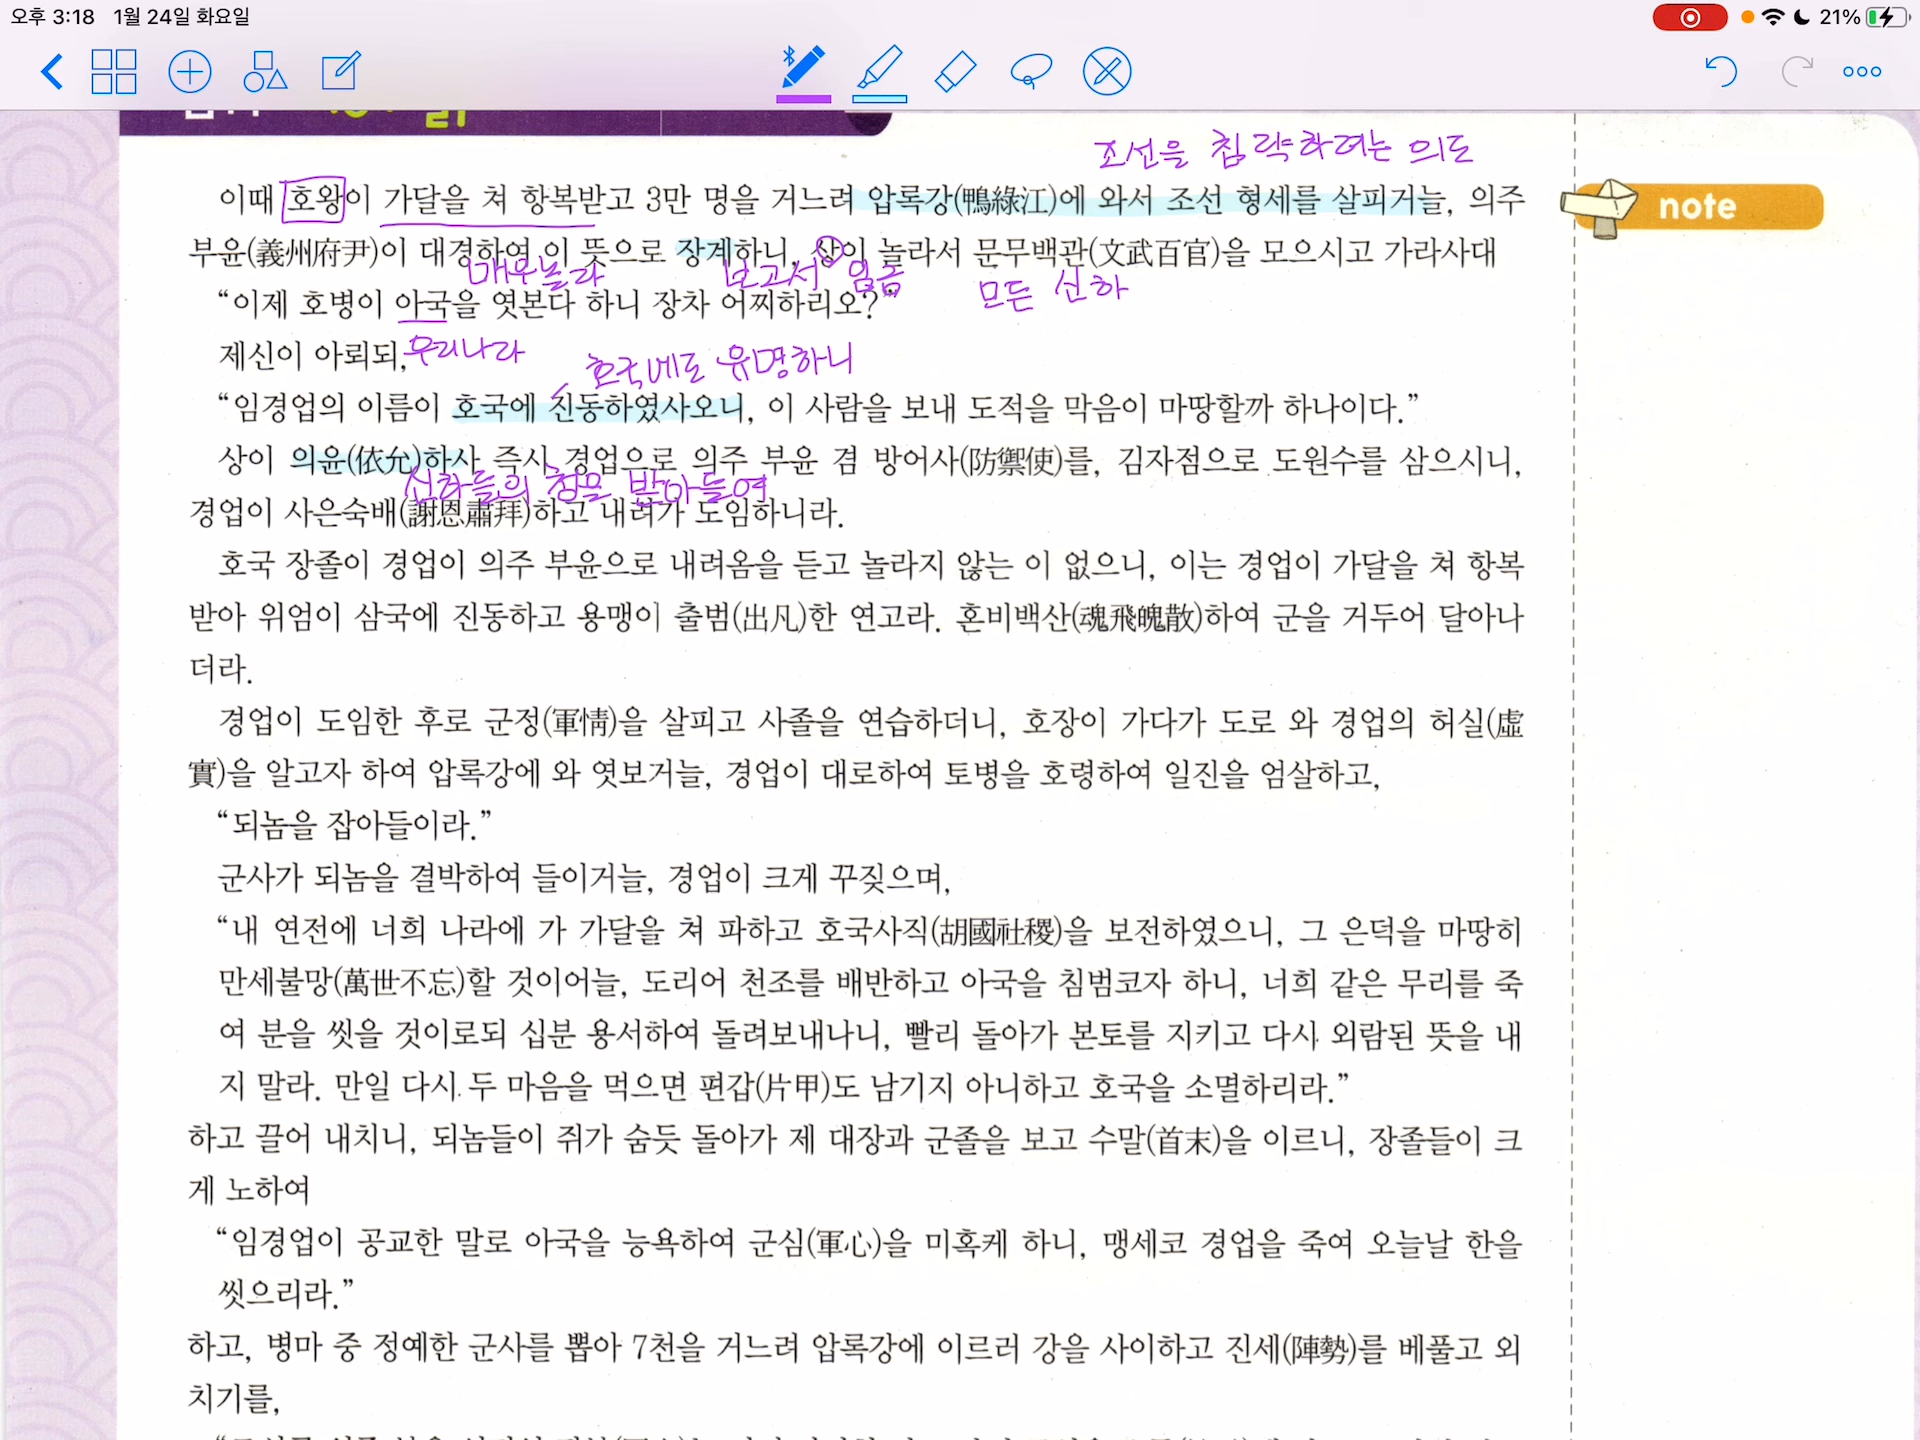 오후 3:18 1월 24일 화요일
21%
조선을 침략하려는 의도
이때 호왕이 가달을 쳐 항복받고 3만 명을 거느려 압록강(鴨綠江)에 와서 조선 형세를 살피거늘, 의주
note
부윤(義州府尹)이 대경하여 이 뜻으로 장계하니, 상이 놀라서 문무백관(文武百官)을 모으시고 가라사대
매우놀라 보고서 임금 모든 신하
“이제 호병이 아국을 엿본다 하니 장차 어찌하리오?”
제신이 아뢰되,
우리나라
호국에도 유명하니
“임경업의 이름이 호국에 진동하였사오니, 이 사람을 보내 도적을 막음이 마땅할까 하나이다.”
상이 의윤(依允)하사 즉시 경업으로 의주 부윤 겸 방어사(防禦使)를, 김자점으로 도원수를 삼으시니,
신하들의 청을 받아들여
경업이 사은숙배(謝恩肅拜)하고 내려가 도임하니라.
호국 장졸이 경업이 의주 부윤으로 내려옴을 듣고 놀라지 않는 이 없으니, 이는 경업이 가달을 쳐 항복
받아 위엄이 삼국에 진동하고 용맹이 출범(出凡)한 연고라. 혼비백산(魂飛魄散)하여 군을 거두어 달아나
더라.
경업이 도임한 후로 군정(軍情)을 살피고 사졸을 연습하더니, 호장이 가다가 도로 와 경업의 허실(虛
實)을 알고자 하여 압록강에 와 엿보거늘, 경업이 대로하여 토병을 호령하여 일진을 엄살하고,
“되놈을 잡아들이라.”
군사가 되놈을 결박하여 들이거늘, 경업이 크게 꾸짖으며,
“내 연전에 너희 나라에 가 가달을 쳐 파하고 호국사직(胡國社稷)을 보전하였으니, 그 은덕을 마땅히
만세불망(萬世不忘)할 것이어늘, 도리어 천조를 배반하고 아국을 침범코자 하니, 너희 같은 무리를 죽
여 분을 씻을 것이로되 십분 용서하여 돌려보내나니, 빨리 돌아가 본토를 지키고 다시 외람된 뜻을 내
지 말라. 만일 다시 두 마음을 먹으면 편갑(片甲)도 남기지 아니하고 호국을 소멸하리라.”
하고 끌어 내치니, 되놈들이 쥐가 숨듯 돌아가 제 대장과 군졸을 보고 수말(首末)을 이르니, 장졸들이 크
게 노하여
“임경업이 공교한 말로 아국을 능욕하여 군심(軍心)을 미혹케 하니, 맹세코 경업을 죽여 오늘날 한을
씻으리라.”
하고, 병마 중 정예한 군사를 뽑아 7천을 거느려 압록강에 이르러 강을 사이하고 진세(陣勢)를 베풀고 외
치기를,